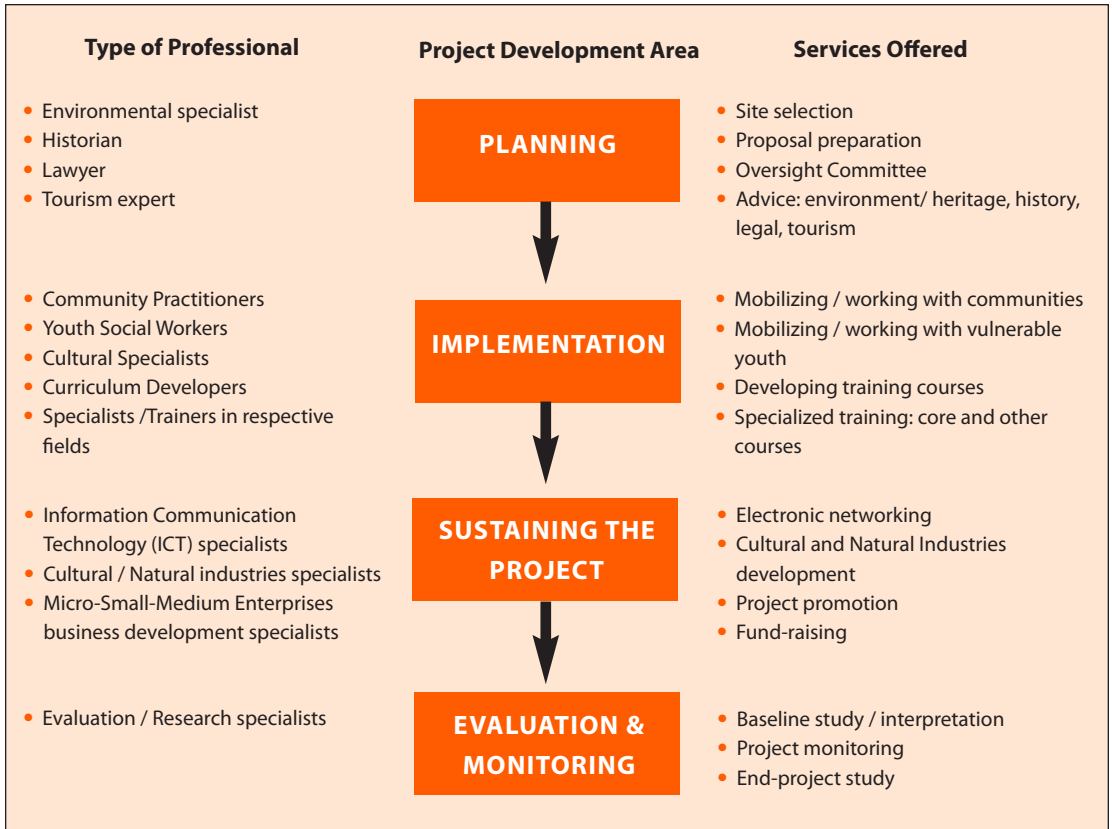 Type of Professional
Project Development Area
Services Offered
• Environmental specialist
• Historian
• Lawyer
• Tourism expert
PLANNING
• Site selection
• Proposal preparation
• Oversight Committee
• Advice: environment/ heritage, history,
legal, tourism
• Community Practitioners
• Youth Social Workers
• Cultural Specialists
• Curriculum Developers
• Specialists /Trainers in respective
fields
IMPLEMENTATION
• Mobilizing / working with communities
• Mobilizing / working with vulnerable
youth
• Developing training courses
• Specialized training: core and other
courses
• Information Communication
Technology (ICT) specialists
• Cultural / Natural industries specialists
• Micro-Small-Medium Enterprises
business development specialists
SUSTAINING THE
PROJECT
• Electronic networking
• Cultural and Natural Industries
development
• Project promotion
• Fund-raising
• Evaluation / Research specialists
EVALUATION &
MONITORING
• Baseline study / interpretation
• Project monitoring
• End-project study